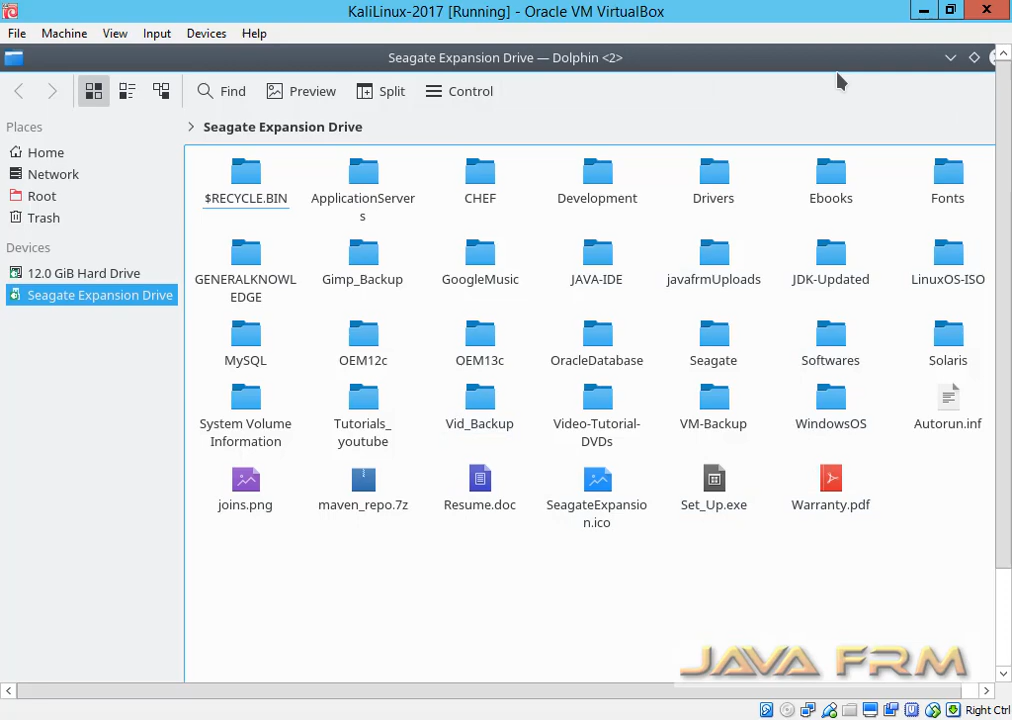 KaliLinux-2017 [Running] - Oracle VM VirtualBox
File Machine View Input Devices Help
Seagate Expansion Drive — Dolphin <2>
Find Preview Split Control
Places
Home
Network
Root
Trash
Devices
12.0 GiB Hard Drive
Seagate Expansion Drive
Seagate Expansion Drive
$RECYCLE.BIN
ApplicationServer
s
CHEF
Development
Drivers
Ebooks
Fonts
GENERALKNOWL
EDGE
Gimp_Backup
GoogleMusic
JAVA-IDE
javafrmUploads
JDK-Updated
LinuxOS-ISO
MySQL
OEM12c
OEM13c
OracleDatabase
Seagate
Softwares
Solaris
System Volume
Information
Tutorials_
youtube
Vid_Backup
Video-Tutorial-
DVDs
VM-Backup
WindowsOS
Autorun.inf
joins.png
maven_repo.7z
Resume.doc
SeagateExpansio
n.ico
Set_Up.exe
Warranty.pdf
JAVA FRM
Right Ctrl